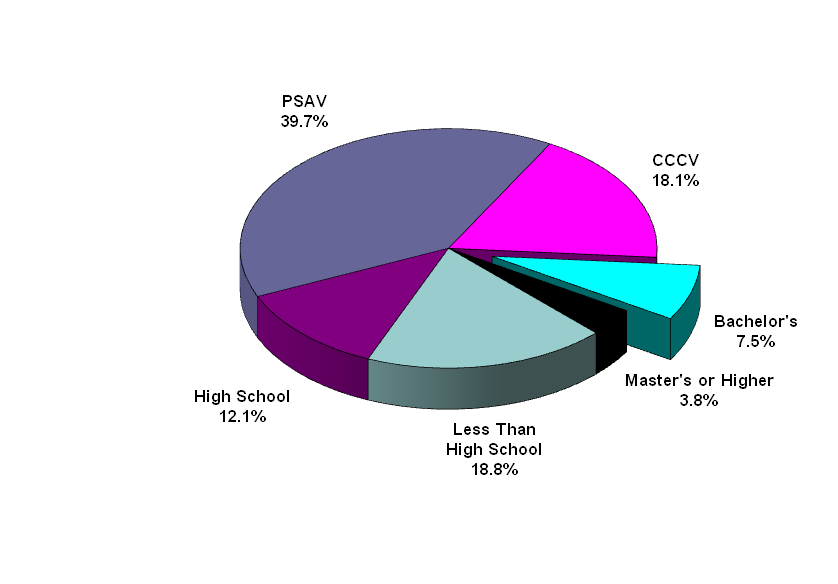 PSAV
39.7%
CCCV
18.1%
Bachelor's
7.5%
Master's or Higher
3.8%
Less Than
High School
18.8%
High School
12.1%